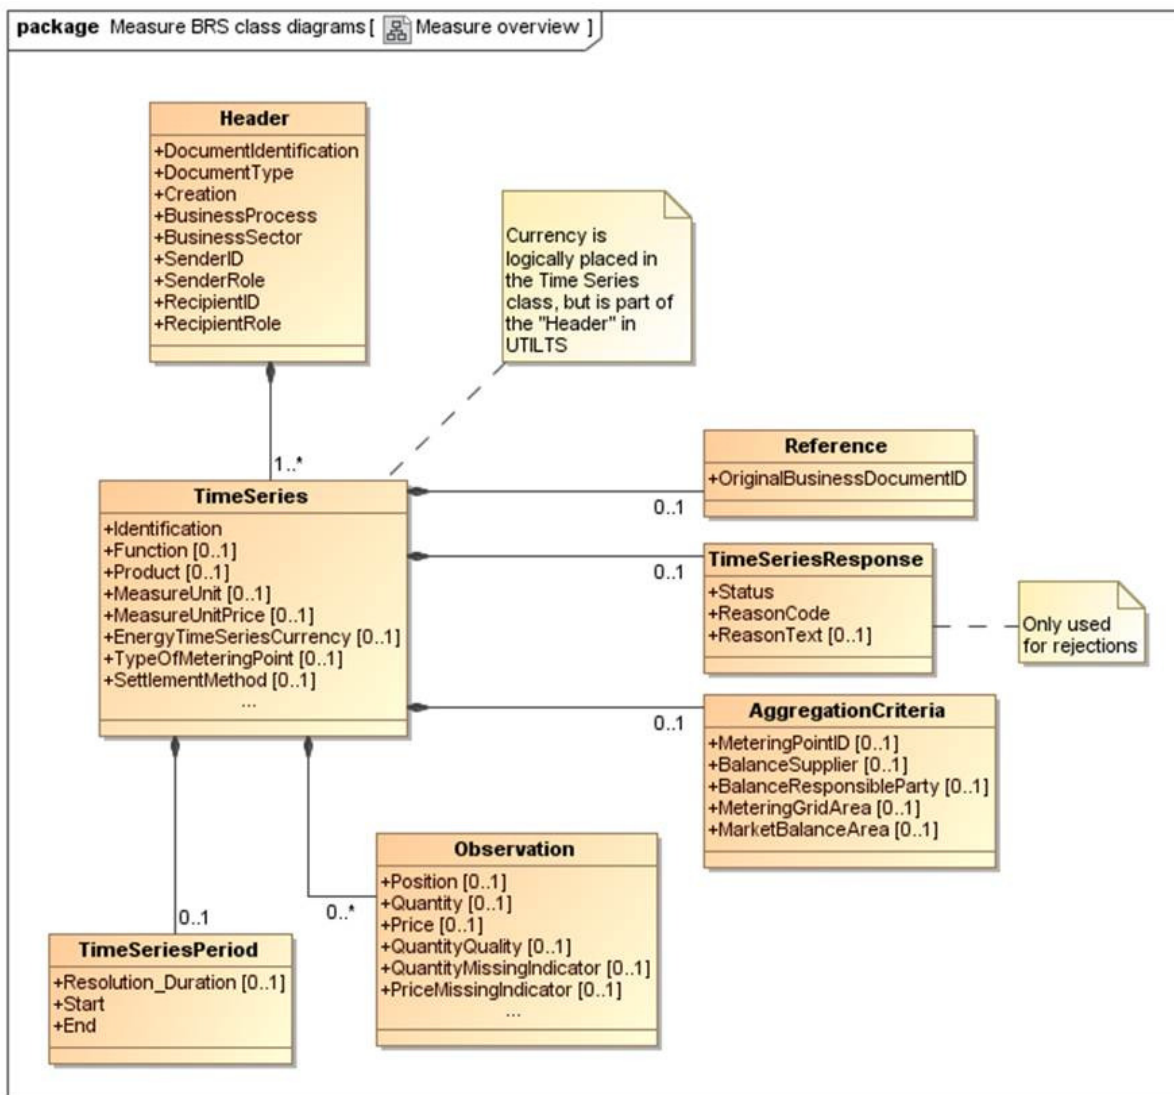 package Measure BRS class diagrams [ Measure overview ]
Header
+DocumentIdentification
+DocumentType
+Creation
+BusinessProcess
+BusinessSector
+SenderID
+SenderRole
+RecipientID
+RecipientRole
Currency is
logically placed in
the Time Series
class, but is part of
the "Header" in
UTILTS
1..*
TimeSeries
+Identification
+Function [0..1]
+Product [0..1]
+MeasureUnit [0..1]
+MeasureUnitPrice [0..1]
+EnergyTimeSeriesCurrency [0..1]
+TypeOfMeteringPoint [0..1]
+SettlementMethod [0..1]
...
Reference
+OriginalBusinessDocumentID
0..1
TimeSeriesResponse
+Status
+ReasonCode
+ReasonText [0..1]
0..1
Only used
for rejections
AggregationCriteria
+MeteringPointID [0..1]
+BalanceSupplier [0..1]
+BalanceResponsibleParty [0..1]
+MeteringGridArea [0..1]
+MarketBalanceArea [0..1]
0..1
Observation
+Position [0..1]
+Quantity [0..1]
+Price [0..1]
+QuantityQuality [0..1]
+QuantityMissingIndicator [0..1]
+PriceMissingIndicator [0..1]
...
0..*
0..1
TimeSeriesPeriod
+Resolution_Duration [0..1]
+Start
+End